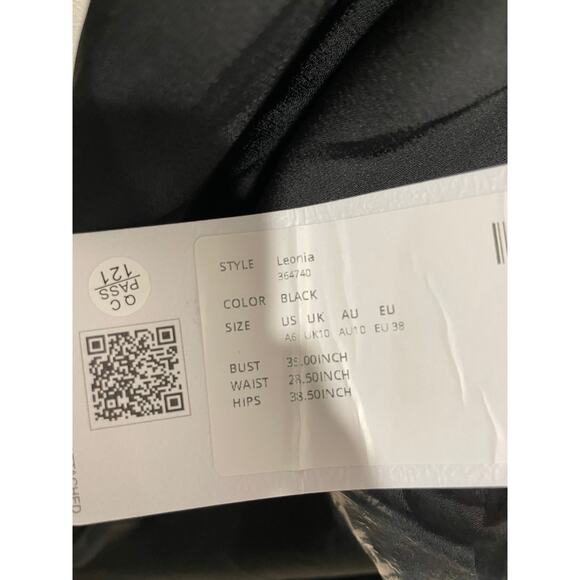 QC
PASS
121
STYLE Leonia
364740
COLOR BLACK
SIZE US UK AU EU
A6 UK10 AU10 EU 38
BUST 35.00INCH
WAIST 28.50INCH
HIPS 38.50INCH